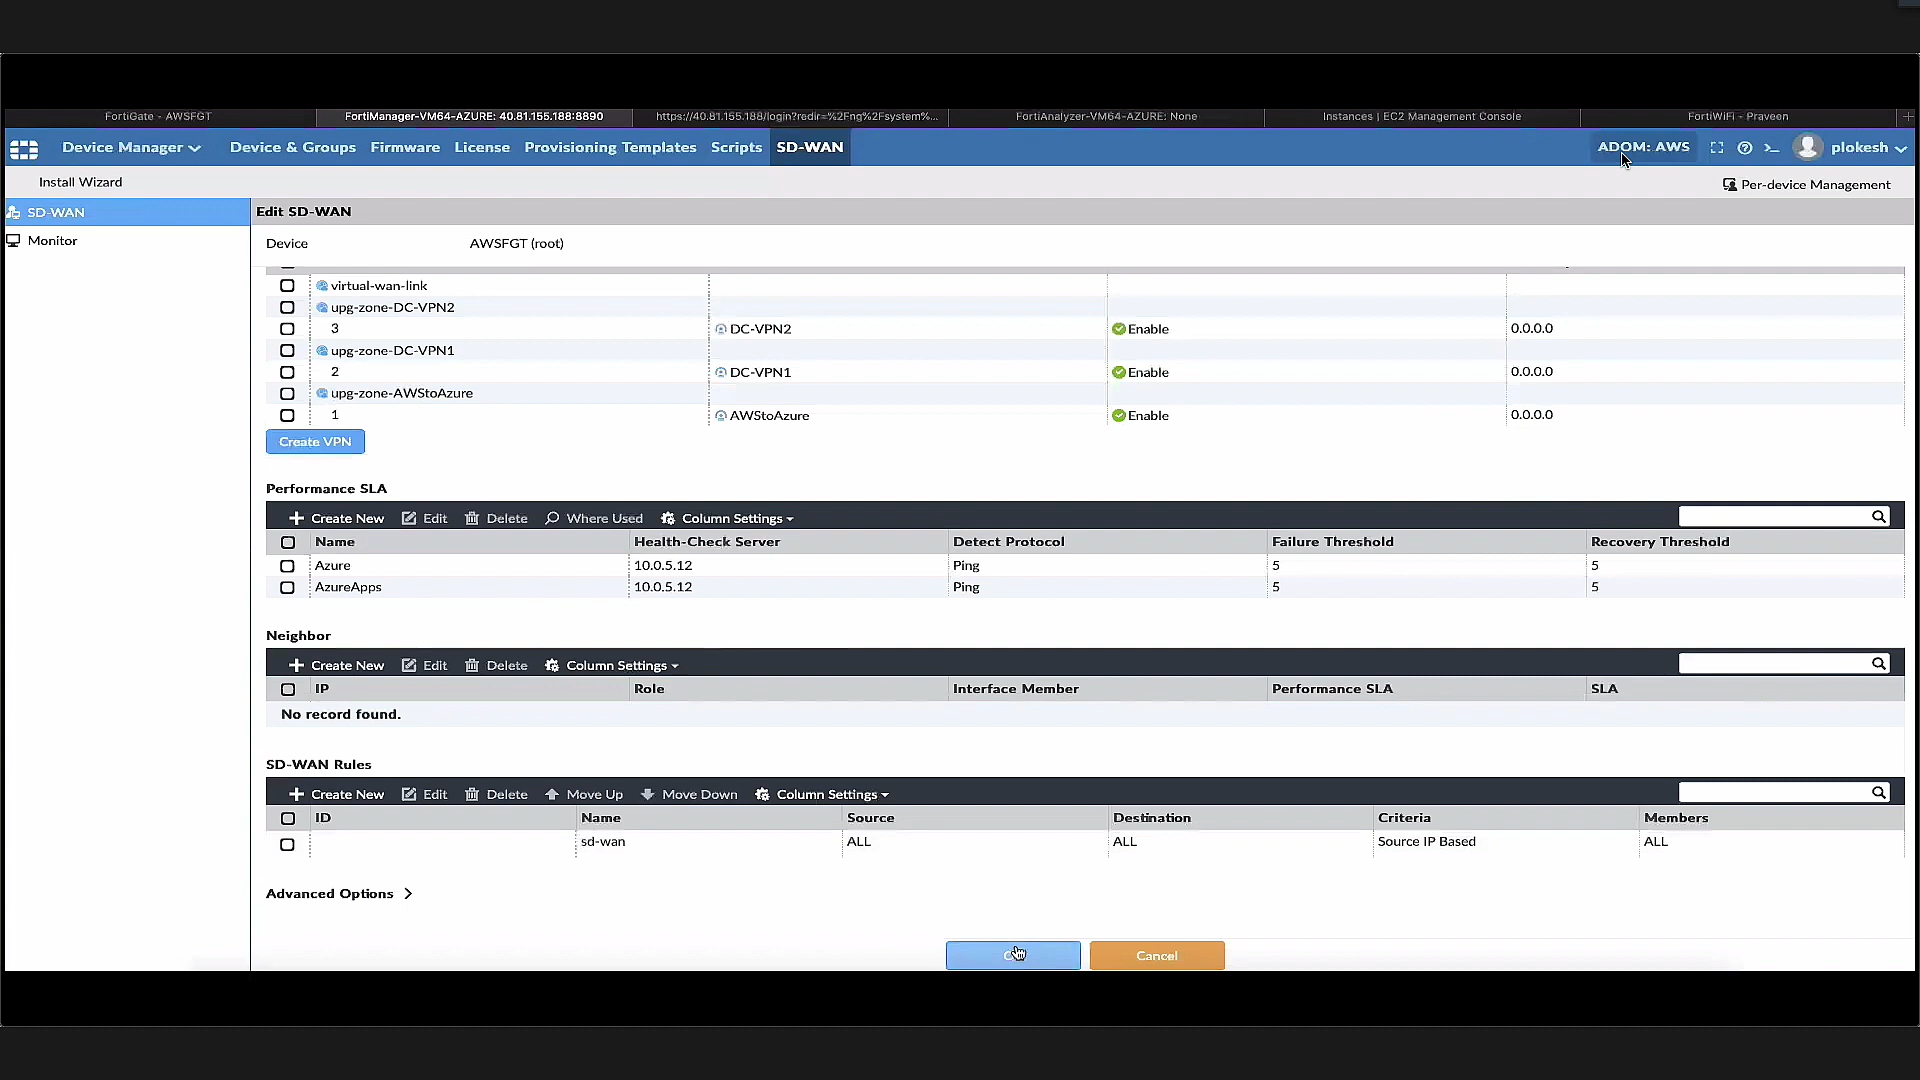 FortiGate - AWSFGT
FortiManager-VM64-AZURE: 40.81.155.188:8890
https://40.81.155.188/login?redir=%2Fng%2Fsystem%...
FortiAnalyzer-VM64-AZURE: None
Instances | EC2 Management Console
FortiWiFi - Praveen
Device Manager
Device & Groups
Firmware
License
Provisioning Templates
Scripts
SD-WAN
ADOM: AWS
plokesh
Install Wizard
Per-device Management
SD-WAN
Monitor
Edit SD-WAN
Device AWSFGT (root)
virtual-wan-link
upg-zone-DC-VPN2
3 DC-VPN2 Enable 0.0.0.0
upg-zone-DC-VPN1
2 DC-VPN1 Enable 0.0.0.0
upg-zone-AWStoAzure
1 AWStoAzure Enable 0.0.0.0
Create VPN
Performance SLA
Create New Edit Delete Where Used Column Settings
Name Health-Check Server Detect Protocol Failure Threshold Recovery Threshold
Azure 10.0.5.12 Ping 5 5
AzureApps 10.0.5.12 Ping 5 5
Neighbor
Create New Edit Delete Column Settings
IP Role Interface Member Performance SLA SLA
No record found.
SD-WAN Rules
Create New Edit Delete Move Up Move Down Column Settings
ID Name Source Destination Criteria Members
sd-wan ALL ALL Source IP Based ALL
Advanced Options
Cancel